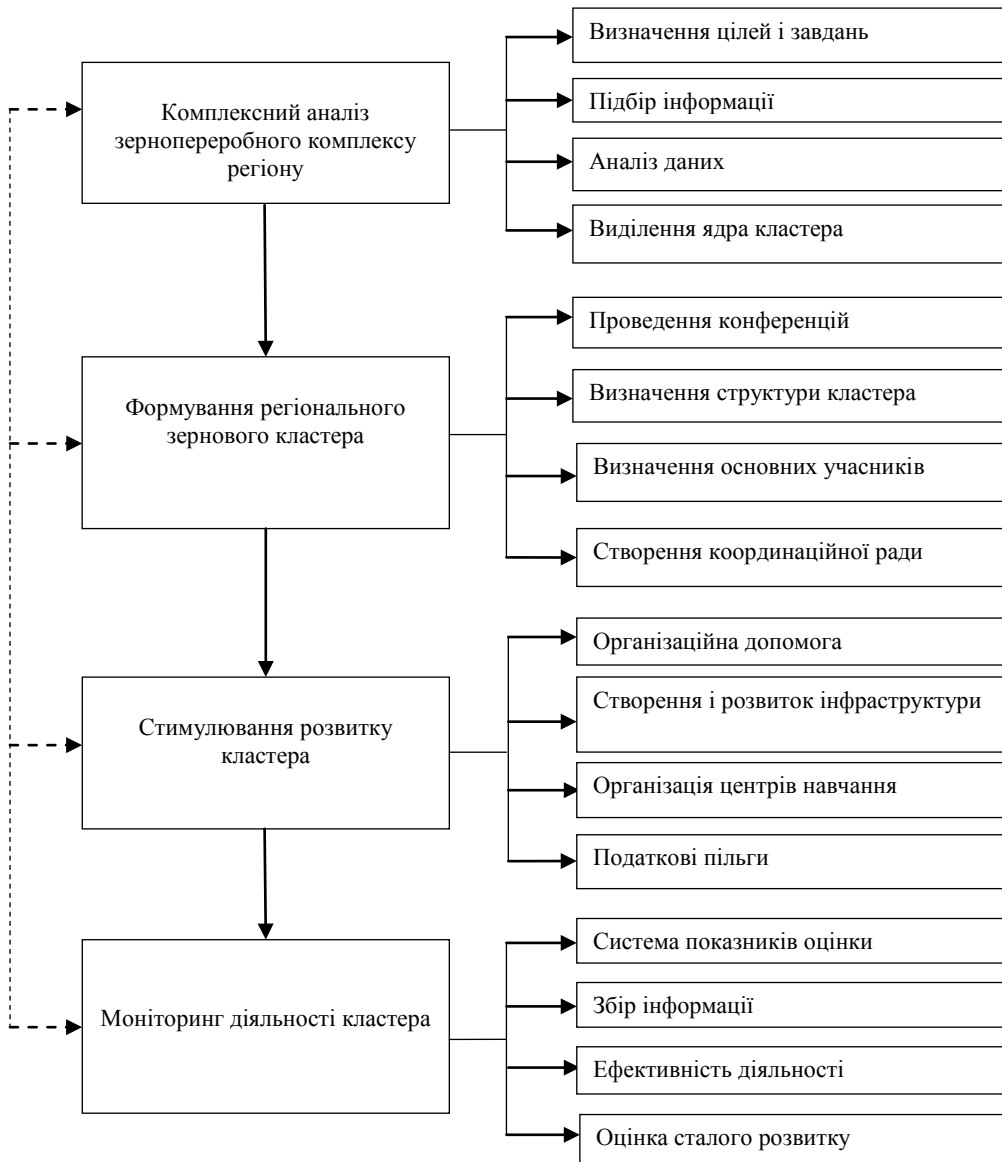 Комплексний аналіз
зернопереробного комплексу
регіону
Визначення цілей і завдань
Підбір інформації
Аналіз даних
Виділення ядра кластера
Формування регіонального
зернового кластера
Проведення конференцій
Визначення структури кластера
Визначення основних учасників
Створення координаційної ради
Стимулювання розвитку
кластера
Організаційна допомога
Створення і розвиток інфраструктури
Організація центрів навчання
Податкові пільги
Моніторинг діяльності кластера
Система показників оцінки
Збір інформації
Ефективність діяльності
Оцінка сталого розвитку